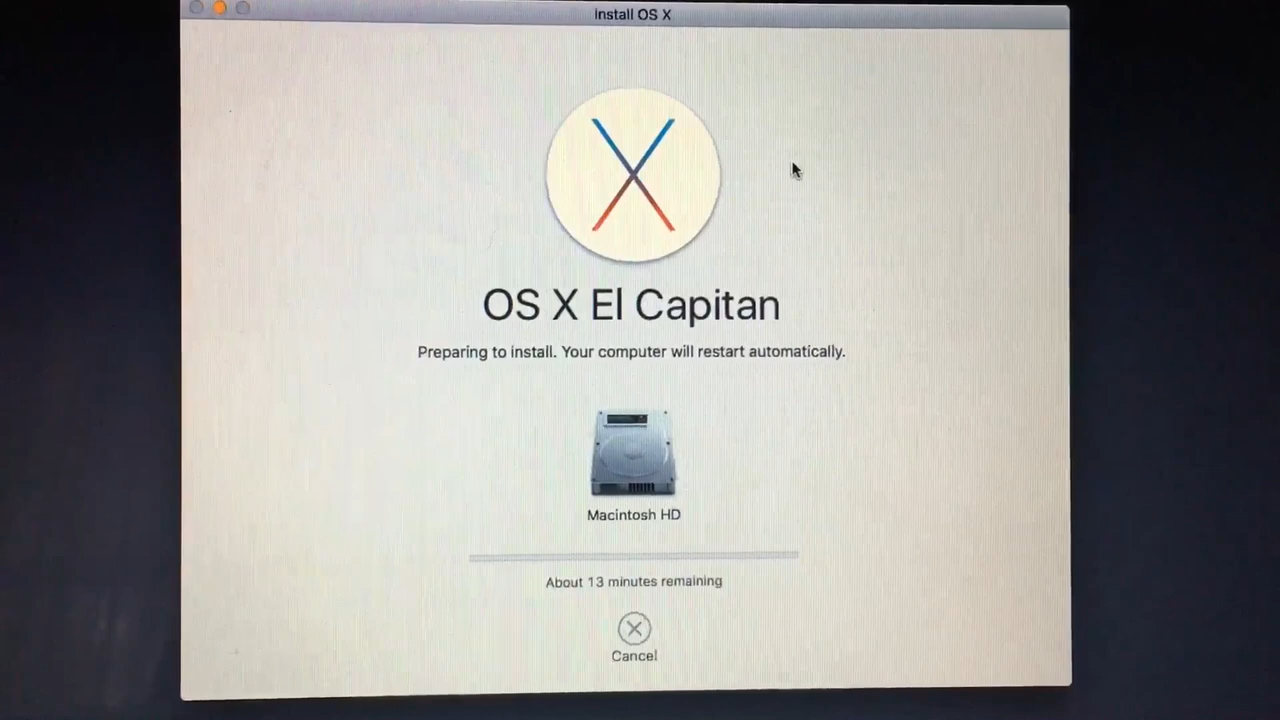 Install OS X
OS X El Capitan
Preparing to install. Your computer will restart automatically.
Macintosh HD
About 13 minutes remaining
Cancel